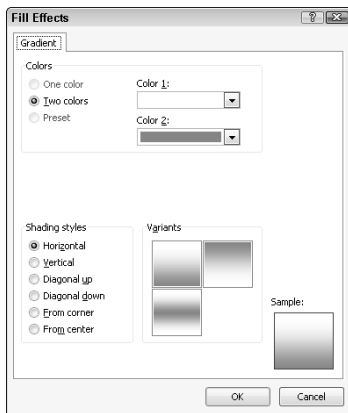 Fill Effects
Gradient
Colors
One color
Two colors
Preset
Color 1:
Color 2:
Shading styles
Horizontal
Vertical
Diagonal up
Diagonal down
From corner
From center
Variants
Sample:
OK
Cancel